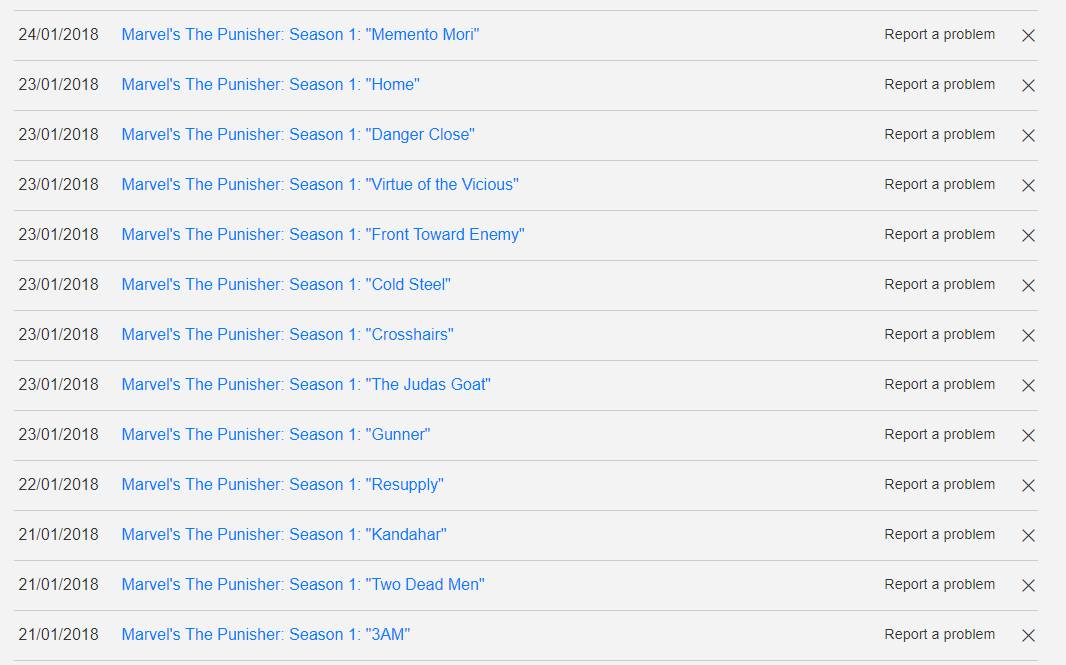 24/01/2018 Marvel's The Punisher: Season 1: "Memento Mori" Report a problem
23/01/2018 Marvel's The Punisher: Season 1: "Home" Report a problem
23/01/2018 Marvel's The Punisher: Season 1: "Danger Close" Report a problem
23/01/2018 Marvel's The Punisher: Season 1: "Virtue of the Vicious" Report a problem
23/01/2018 Marvel's The Punisher: Season 1: "Front Toward Enemy" Report a problem
23/01/2018 Marvel's The Punisher: Season 1: "Cold Steel" Report a problem
23/01/2018 Marvel's The Punisher: Season 1: "Crosshairs" Report a problem
23/01/2018 Marvel's The Punisher: Season 1: "The Judas Goat" Report a problem
23/01/2018 Marvel's The Punisher: Season 1: "Gunner" Report a problem
22/01/2018 Marvel's The Punisher: Season 1: "Resupply" Report a problem
21/01/2018 Marvel's The Punisher: Season 1: "Kandahar" Report a problem
21/01/2018 Marvel's The Punisher: Season 1: "Two Dead Men" Report a problem
21/01/2018 Marvel's The Punisher: Season 1: "3AM" Report a problem